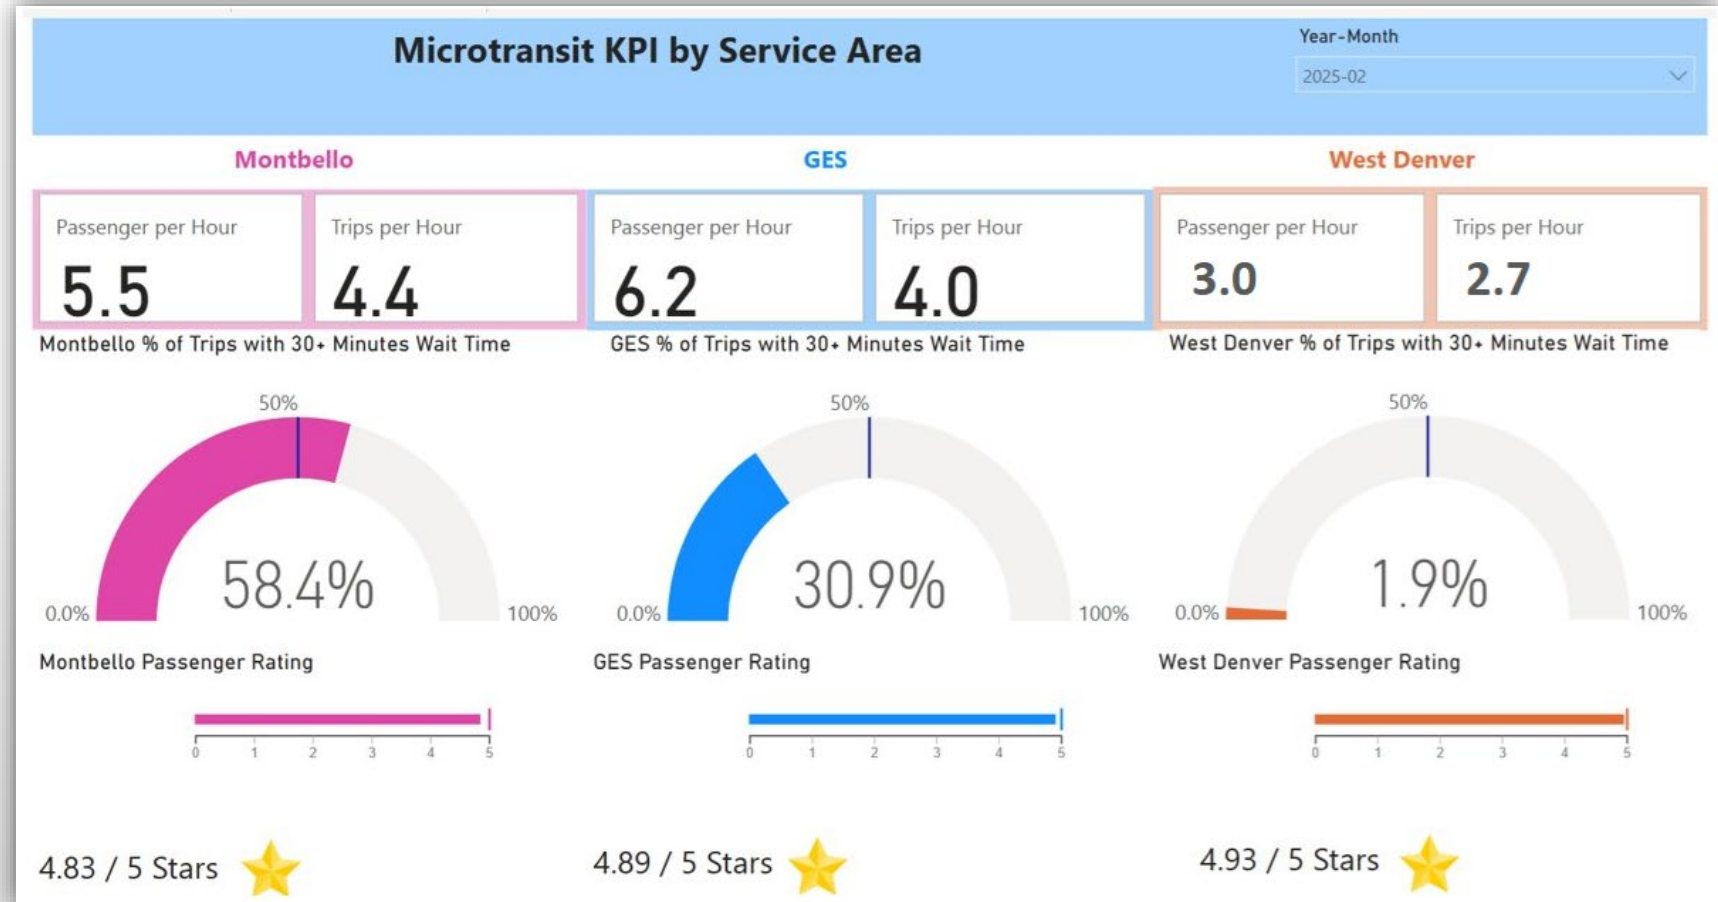 Microtransit KPI by Service Area
Year-Month
2025-02
Montbello
GES
West Denver
Passenger per Hour
5.5
Trips per Hour
4.4
Passenger per Hour
6.2
Trips per Hour
4.0
Passenger per Hour
3.0
Trips per Hour
2.7
Montbello % of Trips with 30+ Minutes Wait Time
50%
58.4%
0.0%
100%
GES % of Trips with 30+ Minutes Wait Time
50%
30.9%
0.0%
100%
West Denver % of Trips with 30+ Minutes Wait Time
50%
1.9%
0.0%
100%
Montbello Passenger Rating
0 1 2 3 4 5
4.83 / 5 Stars
GES Passenger Rating
0 1 2 3 4 5
4.89 / 5 Stars
West Denver Passenger Rating
0 1 2 3 4 5
4.93 / 5 Stars